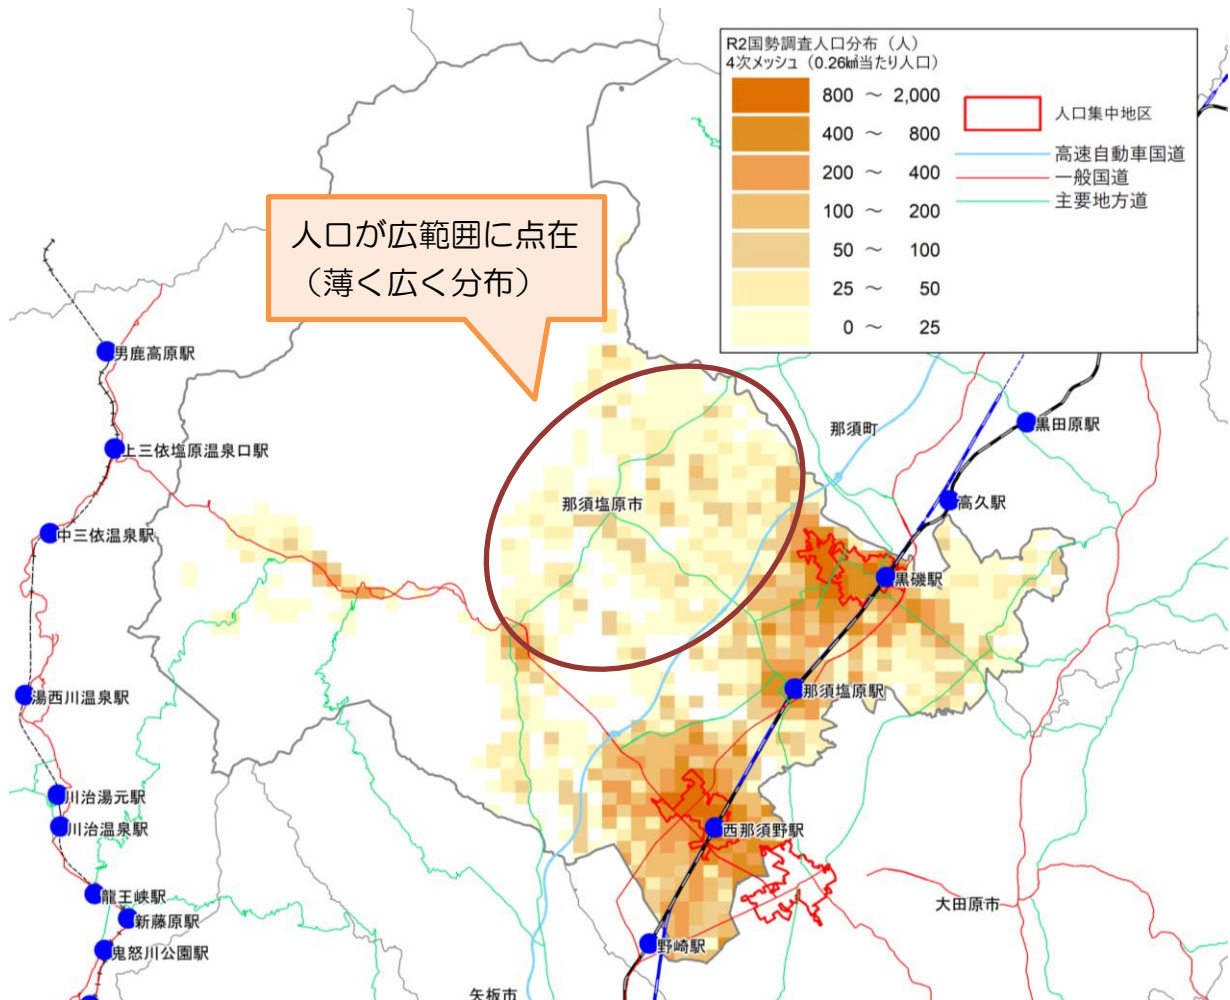 R2国勢調査人口分布（人）
4次メッシュ（0.26k㎡当たり人口）
800 ～ 2,000
400 ～ 800
200 ～ 400
100 ～ 200
50 ～ 100
25 ～ 50
0 ～ 25
人口集中地区
高速自動車国道
一般国道
主要地方道
人口が広範囲に点在
（薄く広く分布）
男鹿高原駅
上三依塩原温泉口駅
中三依温泉駅
湯西川温泉駅
川治湯元駅
川治温泉駅
龍王峡駅
新藤原駅
鬼怒川公園駅
那須町
黒田原駅
高久駅
那須塩原市
黒磯駅
那須塩原駅
西那須野駅
大田原市
野崎駅
矢板市